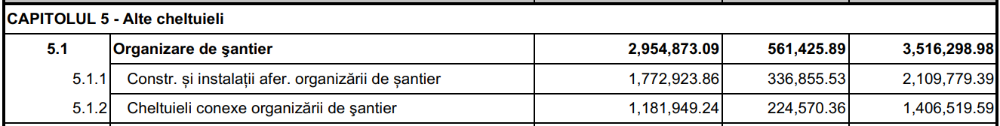 CAPITOLUL 5 - Alte cheltuieli
5.1 Organizare de şantier 2,954,873.09 561,425.89 3,516,298.98
5.1.1 Constr. și instalații afer. organizării de șantier 1,772,923.86 336,855.53 2,109,779.39
5.1.2 Cheltuieli conexe organizării de şantier 1,181,949.24 224,570.36 1,406,519.59